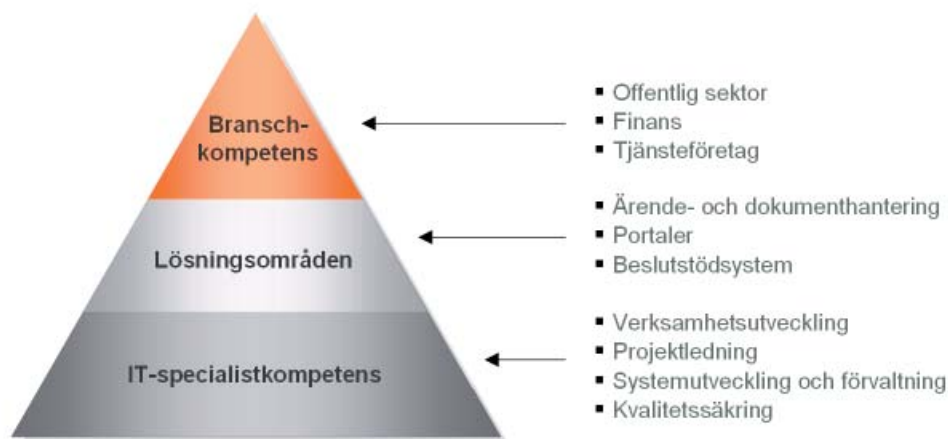 Bransch-
kompetens
▪ Offentlig sektor
▪ Finans
▪ Tjänsteföretag
Lösningsområden
▪ Ärende- och dokumenthantering
▪ Portaler
▪ Beslutstödsystem
IT-specialistkompetens
▪ Verksamhetsutveckling
▪ Projektledning
▪ Systemutveckling och förvaltning
▪ Kvalitetssäkring